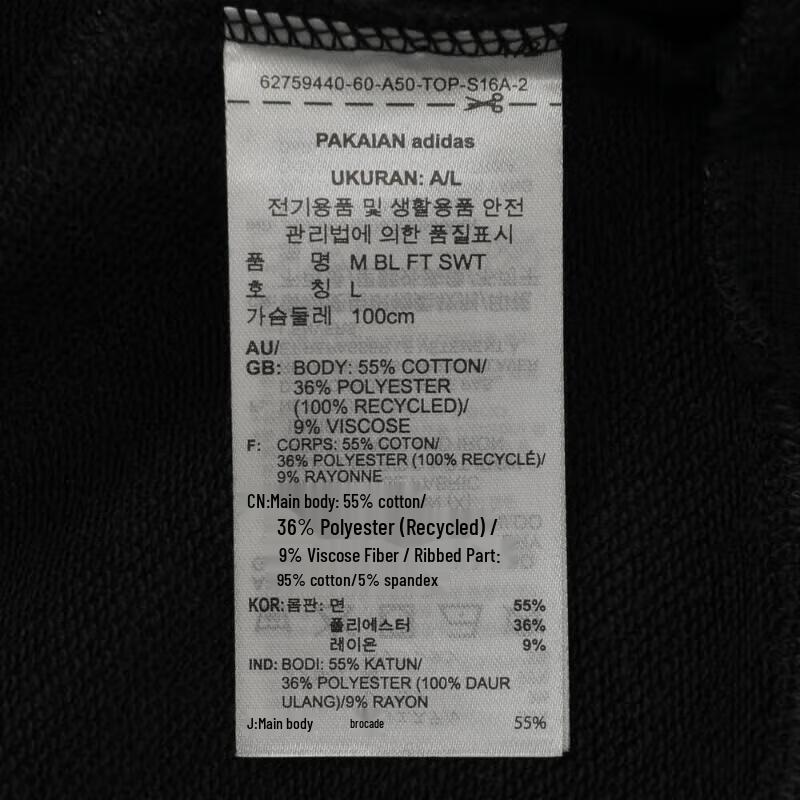 62759440-60-A50-TOP-S16A-2
PAKAIAN adidas
UKURAN: A/L
전기용품 및 생활용품 안전
관리법에 의한 품질표시
품 명 M BL FT SWT
호 칭 L
가슴둘레 100cm
AU/
GB: BODY: 55% COTTON/
36% POLYESTER
(100% RECYCLED)/
9% VISCOSE
F: CORPS: 55% COTON/
36% POLYESTER (100% RECYCLÉ)/
9% RAYONNE
CN:Main body: 55% cotton/
36% Polyester (Recycled) /
9% Viscose Fiber / Ribbed Part:
95% cotton/5% spandex
KOR:몸판: 면 55%
폴리에스터 36%
레이온 9%
IND: BODI: 55% KATUN/
36% POLYESTER (100% DAUR
ULANG)/9% RAYON
J:Main body brocade 55%